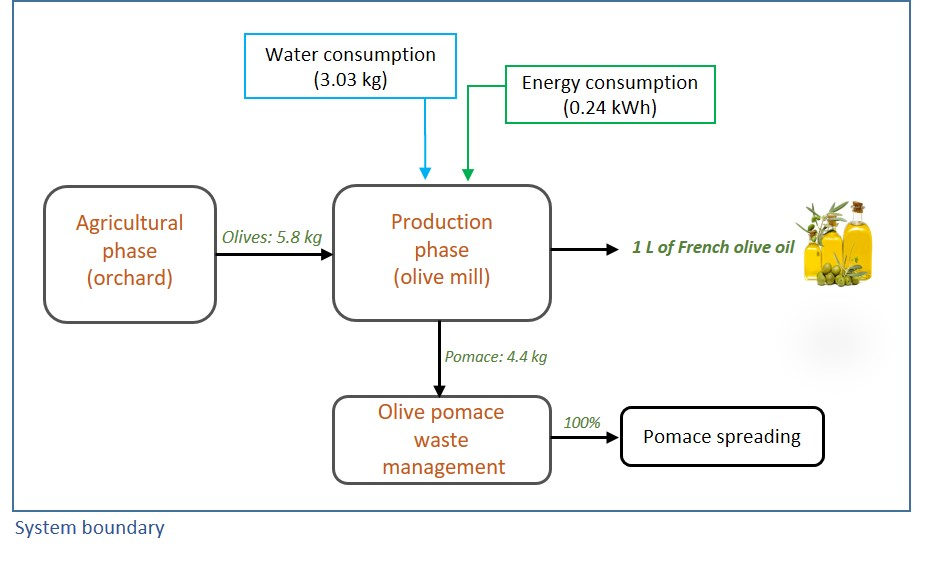 Water consumption
(3.03 kg)
Energy consumption
(0.24 kWh)
Agricultural
phase
(orchard)
Olives: 5.8 kg
Production
phase
(olive mill)
1 L of French olive oil
Pomace: 4.4 kg
Olive pomace
waste
management
100%
Pomace spreading
System boundary